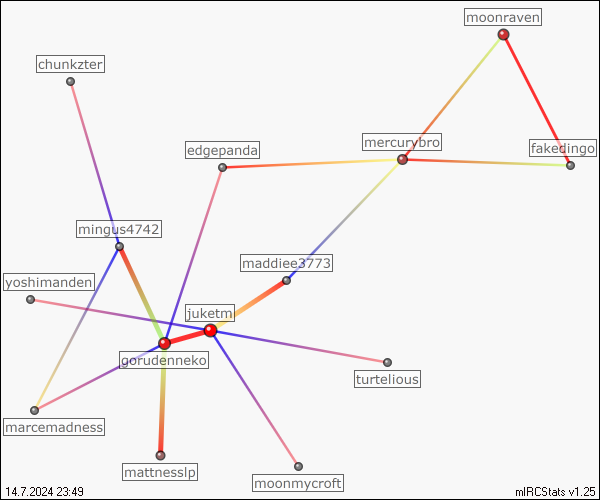 moonraven
chunkzter
mercurybro
fakedingo
edgepanda
mingus4742
maddiee3773
yoshimanden
juketm
gorudenneko
turtelious
marcemadness
mattnesslp
moonmycroft
14.7.2024 23:49
mIRCStats v1.25